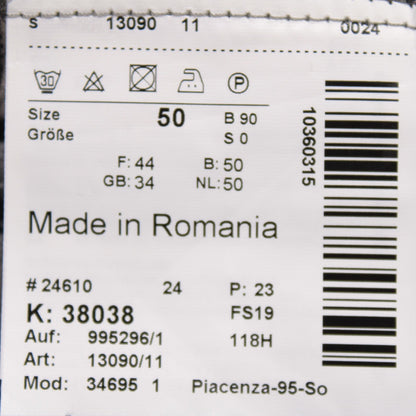 S 13090 11 0024
30 P
Size 50 B 90
Größe S 0
F: 44 B: 50
GB: 34 NL: 50
10360315
Made in Romania
# 24610 24 P: 23
K: 38038 FS19
Auf: 995296/1 118H
Art: 13090/11
Mod: 34695 1 Piacenza-95-So